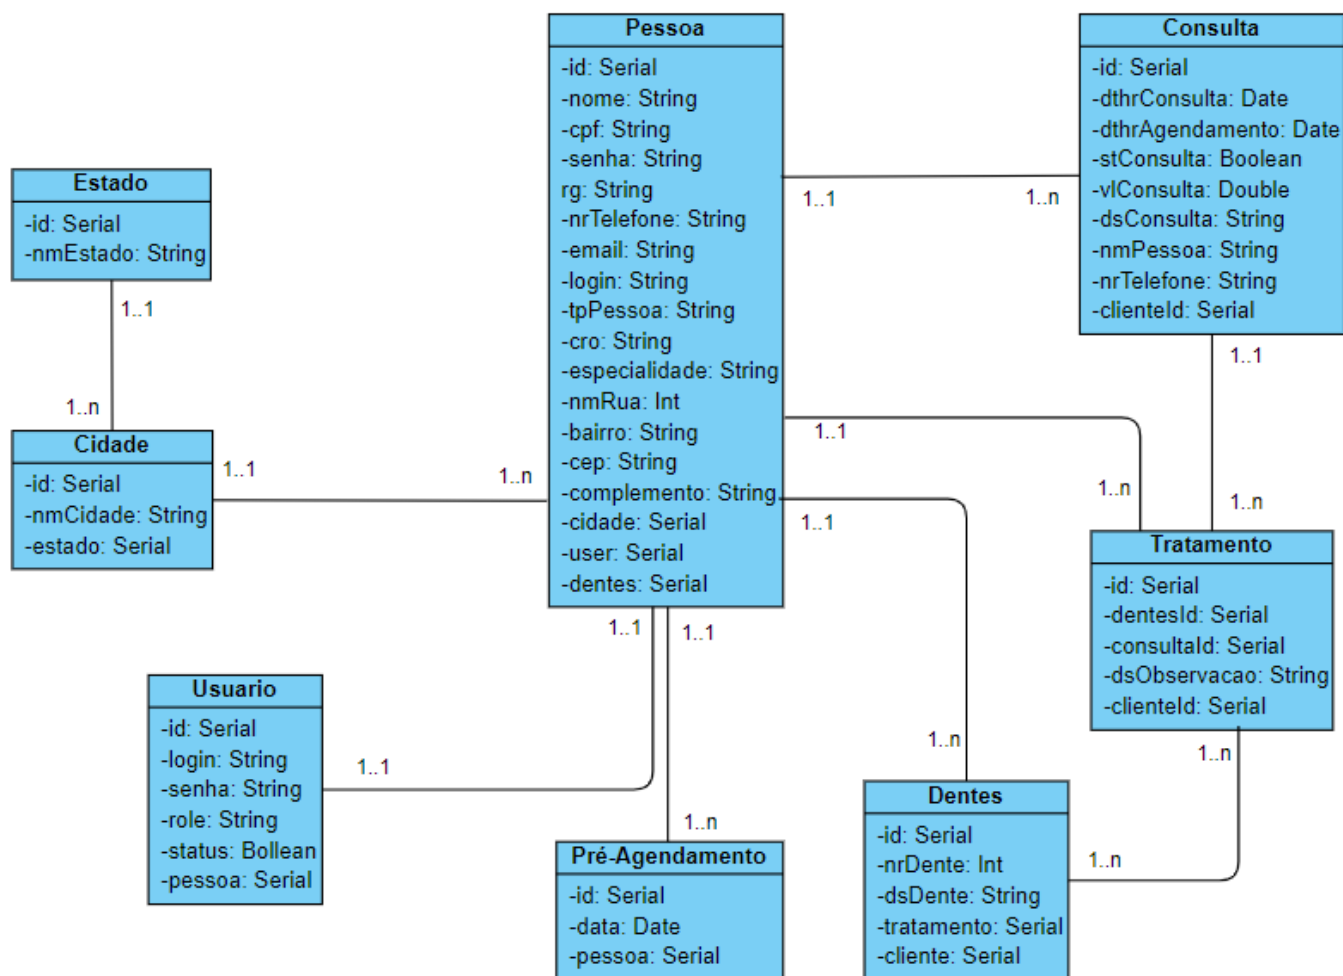 Pessoa
-id: Serial
-nome: String
-cpf: String
-senha: String
rg: String
-nrTelefone: String
-email: String
-login: String
-tpPessoa: String
-cro: String
-especialidade: String
-nmRua: Int
-bairro: String
-cep: String
-complemento: String
-cidade: Serial
-user: Serial
-dentes: Serial
Consulta
-id: Serial
-dthrConsulta: Date
-dthrAgendamento: Date
-stConsulta: Boolean
-vlConsulta: Double
-dsConsulta: String
-nmPessoa: String
-nrTelefone: String
-clienteId: Serial
1..1
1..n
Estado
-id: Serial
-nmEstado: String
1..1
1..n
Cidade
-id: Serial
-nmCidade: String
-estado: Serial
1..1
1..n
1..1
1..n
1..1
1..n
1..1
1..n
Tratamento
-id: Serial
-dentesId: Serial
-consultaId: Serial
-dsObservacao: String
-clienteId: Serial
1..n
1..n
Dentes
-id: Serial
-nrDente: Int
-dsDente: String
-tratamento: Serial
-cliente: Serial
1..1
1..1
Usuario
-id: Serial
-login: String
-senha: String
-role: String
-status: Bollean
-pessoa: Serial
1..1
1..n
Pré-Agendamento
-id: Serial
-data: Date
-pessoa: Serial